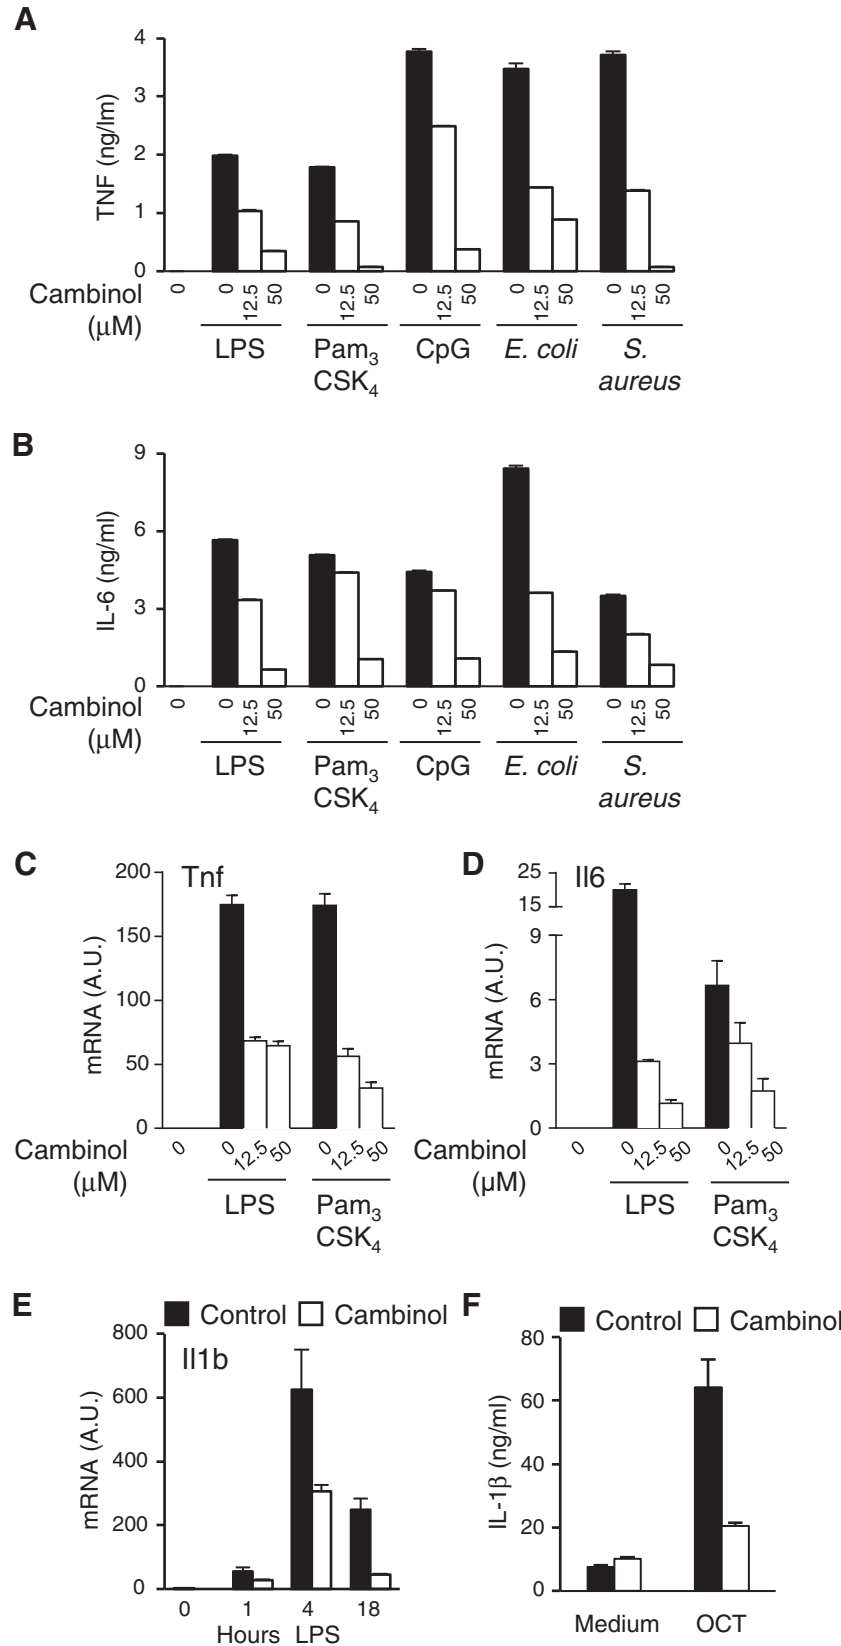 A
4
3
2
1
0
TNF (ng/lm)
Cambinol
(μM)
0 0 12.5 50 0 12.5 50 0 12.5 50 0 12.5 50 0 12.5 50
LPS Pam3 CpG E. coli S.
CSK4 aureus
B
9
6
3
0
IL-6 (ng/ml)
Cambinol
(μM)
0 0 12.5 50 0 12.5 50 0 12.5 50 0 12.5 50 0 12.5 50
LPS Pam3 CpG E. coli S.
CSK4 aureus
C
Tnf
200
150
100
50
0
mRNA (A.U.)
Cambinol
(μM)
0 0 12.5 50 0 12.5 50
LPS Pam3
CSK4
D
Il6
25
15
9
6
3
0
mRNA (A.U.)
Cambinol
(µM)
0 0 12.5 50 0 12.5 50
LPS Pam3
CSK4
E
Control Cambinol
Il1b
800
600
400
200
0
mRNA (A.U.)
0 1 4 18
Hours LPS
F
Control Cambinol
80
60
40
20
0
IL-1β (ng/ml)
Medium OCT